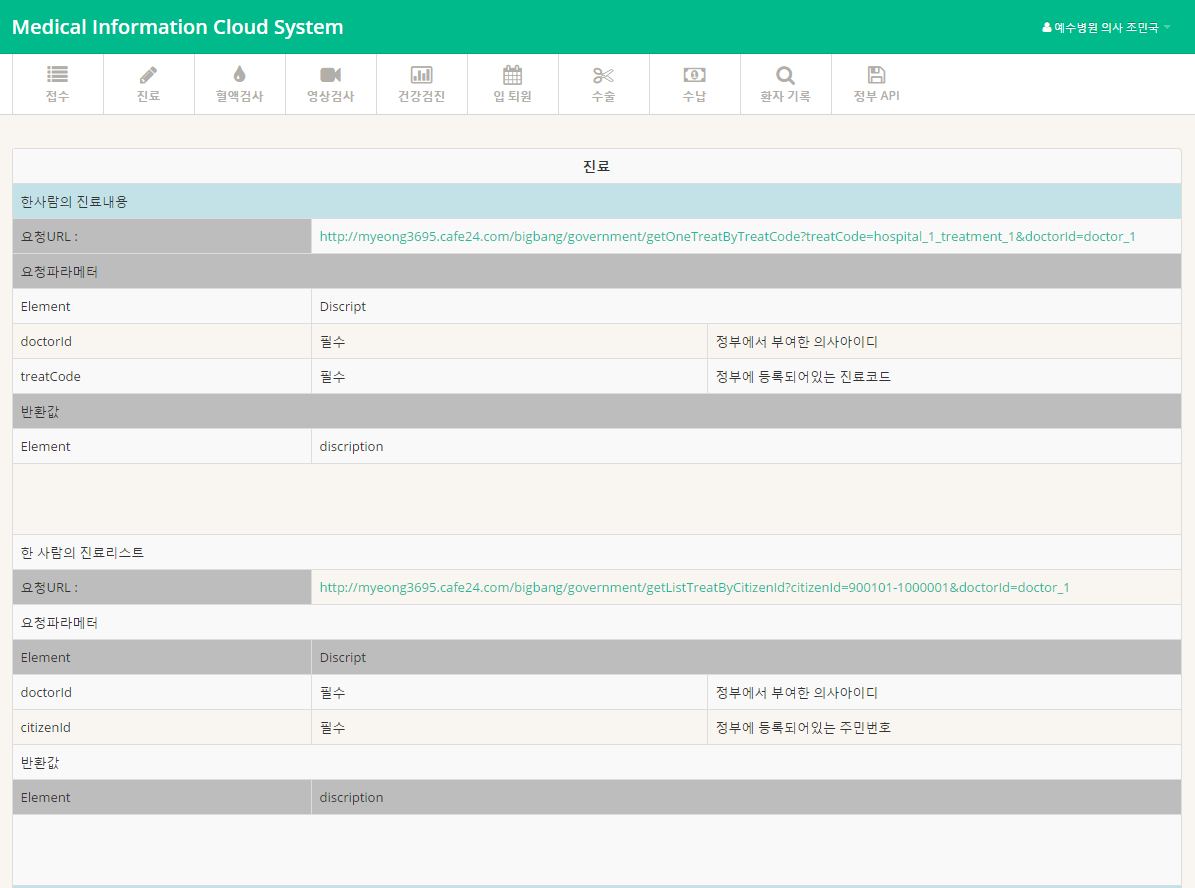 Medical Information Cloud System
예수병원 의사 조민국
접수 진료 혈액검사 영상검사 건강검진 입 퇴원 수술 수납 환자 기록 정부 API
진료
한사람의 진료내용
요청URL : http://myeong3695.cafe24.com/bigbang/government/getOneTreatByTreatCode?treatCode=hospital_1_treatment_1&doctorId=doctor_1
요청파라메터
Element Discript
doctorId 필수 정부에서 부여한 의사아이디
treatCode 필수 정부에 등록되어있는 진료코드
반환값
Element discription
한 사람의 진료리스트
요청URL : http://myeong3695.cafe24.com/bigbang/government/getListTreatByCitizenId?citizenId=900101-1000001&doctorId=doctor_1
요청파라메터
Element Discript
doctorId 필수 정부에서 부여한 의사아이디
citizenId 필수 정부에 등록되어있는 주민번호
반환값
Element discription